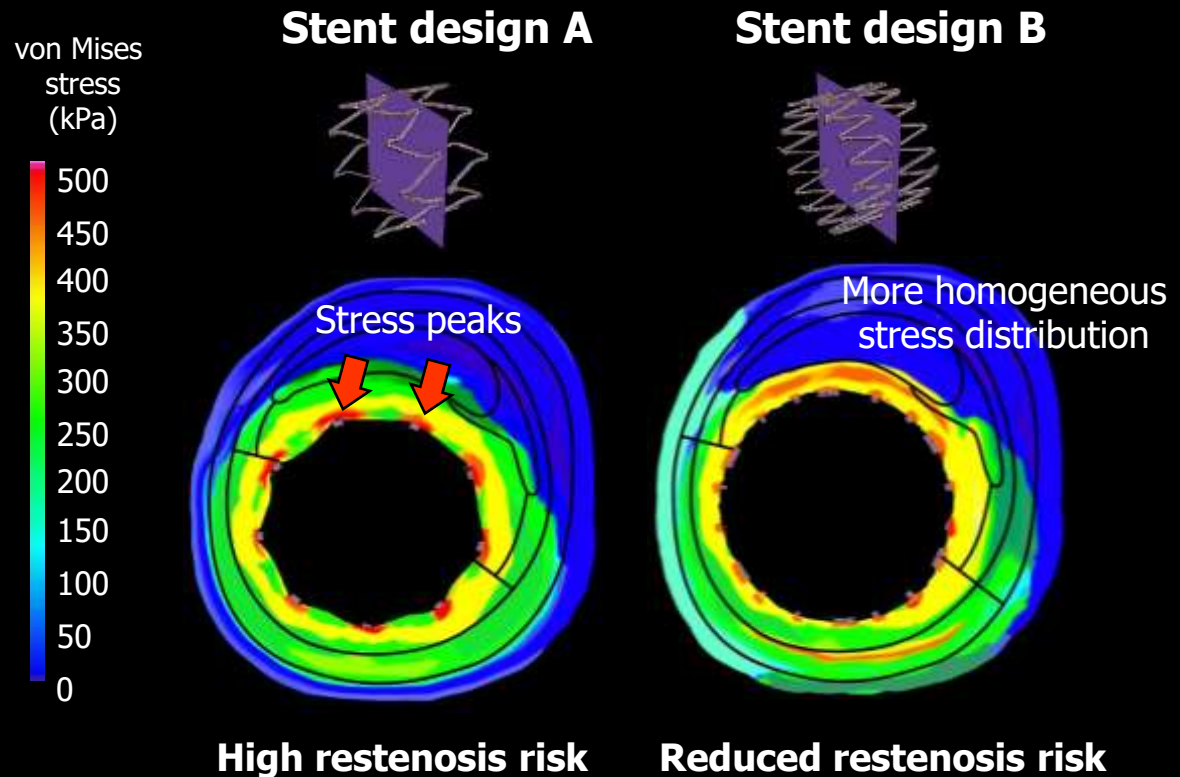 Stent design A
Stent design B
von Mises
stress
(kPa)
500
450
400
350
300
250
200
150
100
50
0
Stress peaks
More homogeneous
stress distribution
High restenosis risk
Reduced restenosis risk